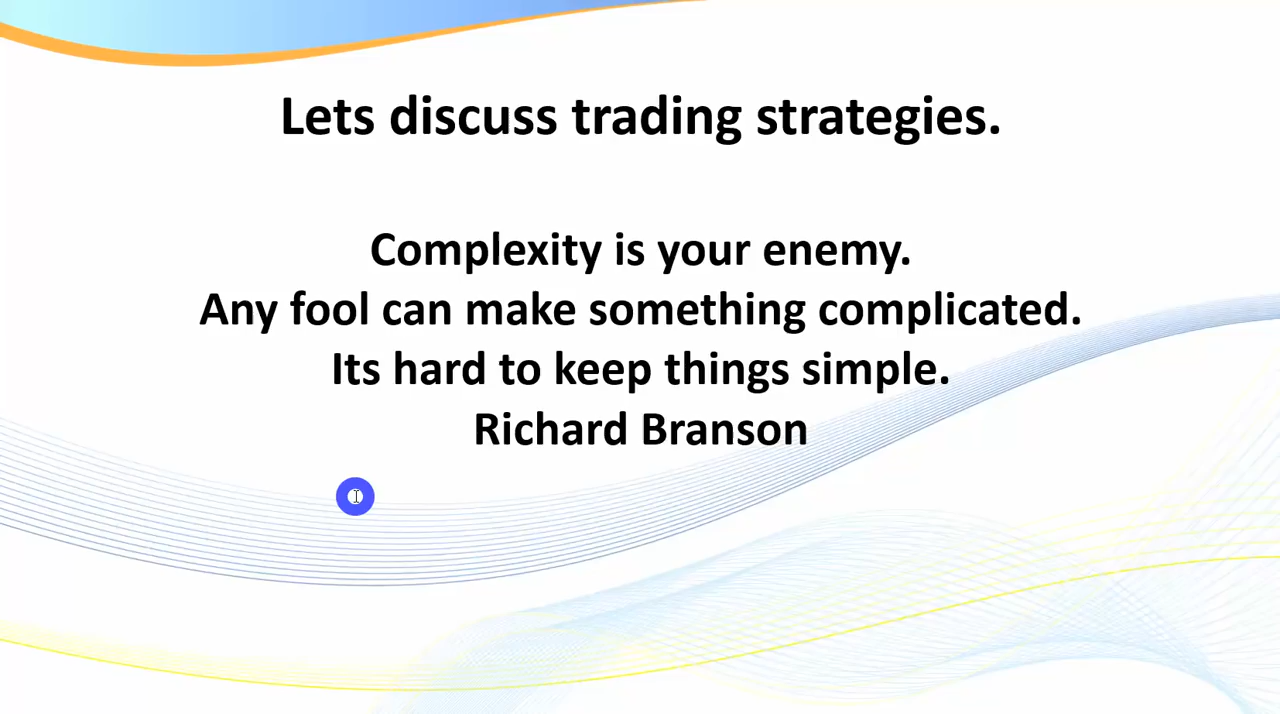 Lets discuss trading strategies.
Complexity is your enemy.
Any fool can make something complicated.
Its hard to keep things simple.
Richard Branson